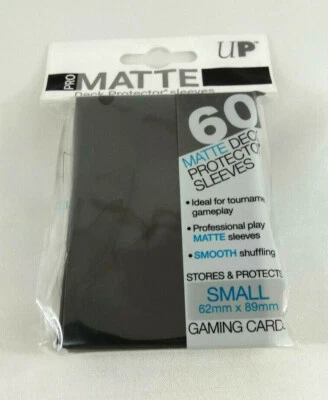 UP
PRO MATTE
Deck Protector sleeves
60
MATTE DECK
PROTECTOR
SLEEVES
• Ideal for tourname
gameplay
• Professional play
MATTE sleeves
• SMOOTH shuffling
STORES & PROTECTS
SMALL
62mm x 89mm
GAMING CARDS